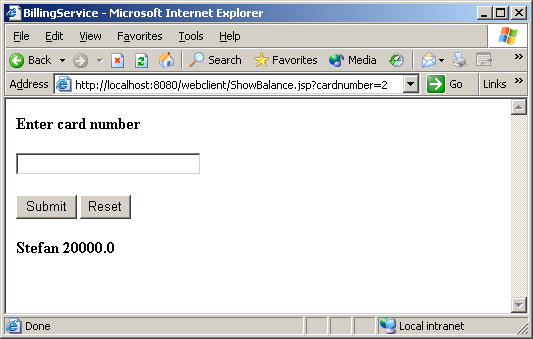 BillingService - Microsoft Internet Explorer
File Edit View Favorites Tools Help
Back Search Favorites Media »
Address http://localhost:8080/webclient/ShowBalance.jsp?cardnumber=2 Go Links »
Enter card number
Submit Reset
Stefan 20000.0
Done Local intranet